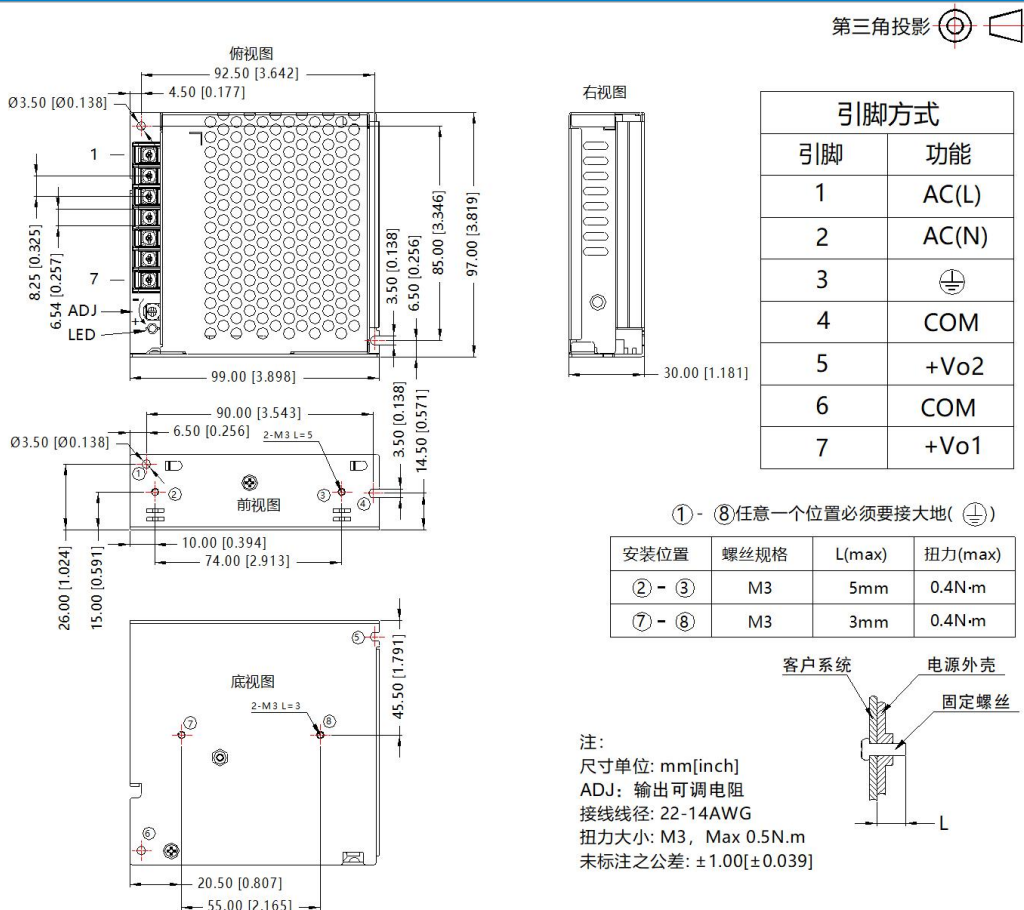 第三角投影
俯视图
92.50 [3.642]
4.50 [0.177]
Ø3.50 [Ø0.138]
1
7
ADJ
LED
-
+
8.25 [0.325]
6.54 [0.257]
3.50 [0.138]
6.50 [0.256]
85.00 [3.346]
97.00 [3.819]
99.00 [3.898]
右视图
30.00 [1.181]
引脚方式
引脚 功能
1 AC(L)
2 AC(N)
3
4 COM
5 +Vo2
6 COM
7 +Vo1
90.00 [3.543]
6.50 [0.256]
2-M3 L=5
Ø3.50 [Ø0.138]
①
②
③
④
前视图
3.50 [0.138]
14.50 [0.571]
10.00 [0.394]
74.00 [2.913]
26.00 [1.024]
15.00 [0.591]
①- ⑧任意一个位置必须要接大地( )
安装位置 螺丝规格 L(max) 扭力(max)
②-③ M3 5mm 0.4N·m
⑦-⑧ M3 3mm 0.4N·m
底视图
2-M3 L=3
⑤
⑦
⑧
⑥
45.50 [1.791]
20.50 [0.807]
55.00 [2.165]
客户系统
电源外壳
固定螺丝
L
注:
尺寸单位: mm[inch]
ADJ：输出可调电阻
接线线径: 22-14AWG
扭力大小: M3，Max 0.5N.m
未标注之公差: ±1.00[±0.039]